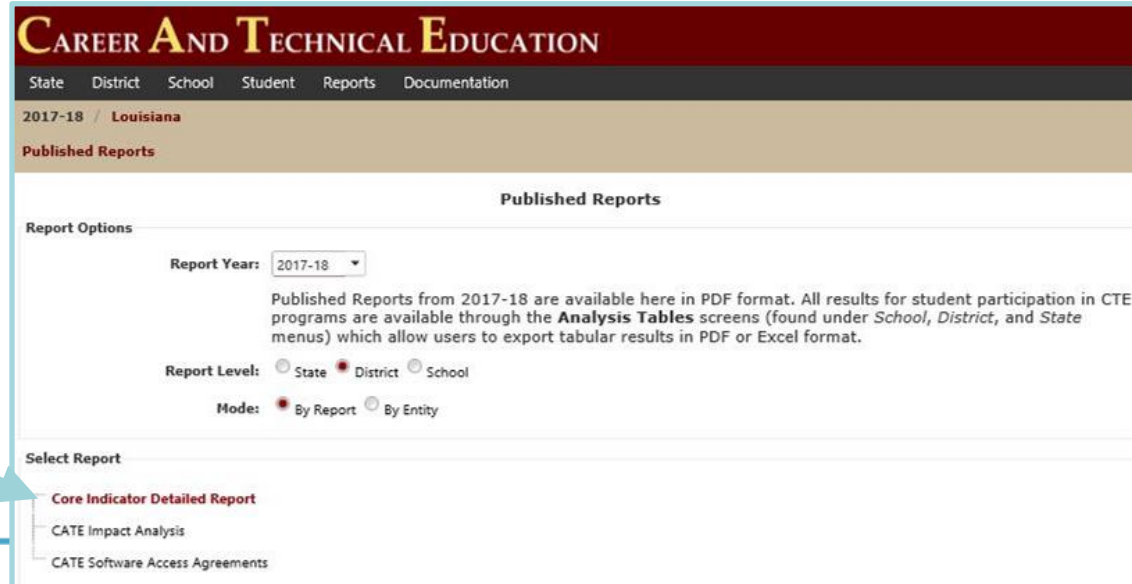 CAREER AND TECHNICAL EDUCATION
State District School Student Reports Documentation
2017-18 / Louisiana
Published Reports
Published Reports
Report Options
Report Year: 2017-18
Published Reports from 2017-18 are available here in PDF format. All results for student participation in CTE
programs are available through the Analysis Tables screens (found under School, District, and State
menus) which allow users to export tabular results in PDF or Excel format.
Report Level: State District School
Mode: By Report By Entity
Select Report
Core Indicator Detailed Report
CATE Impact Analysis
CATE Software Access Agreements